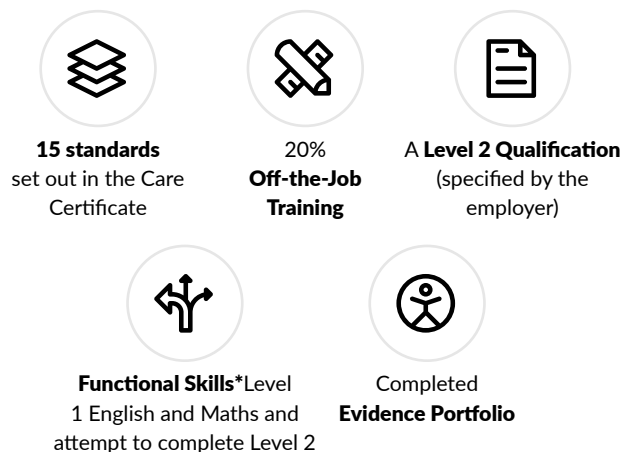 15 standards
set out in the Care
Certificate
20%
Off-the-Job
Training
A Level 2 Qualification
(specified by the
employer)
Functional Skills*Level
1 English and Maths and
attempt to complete Level 2
Completed
Evidence Portfolio